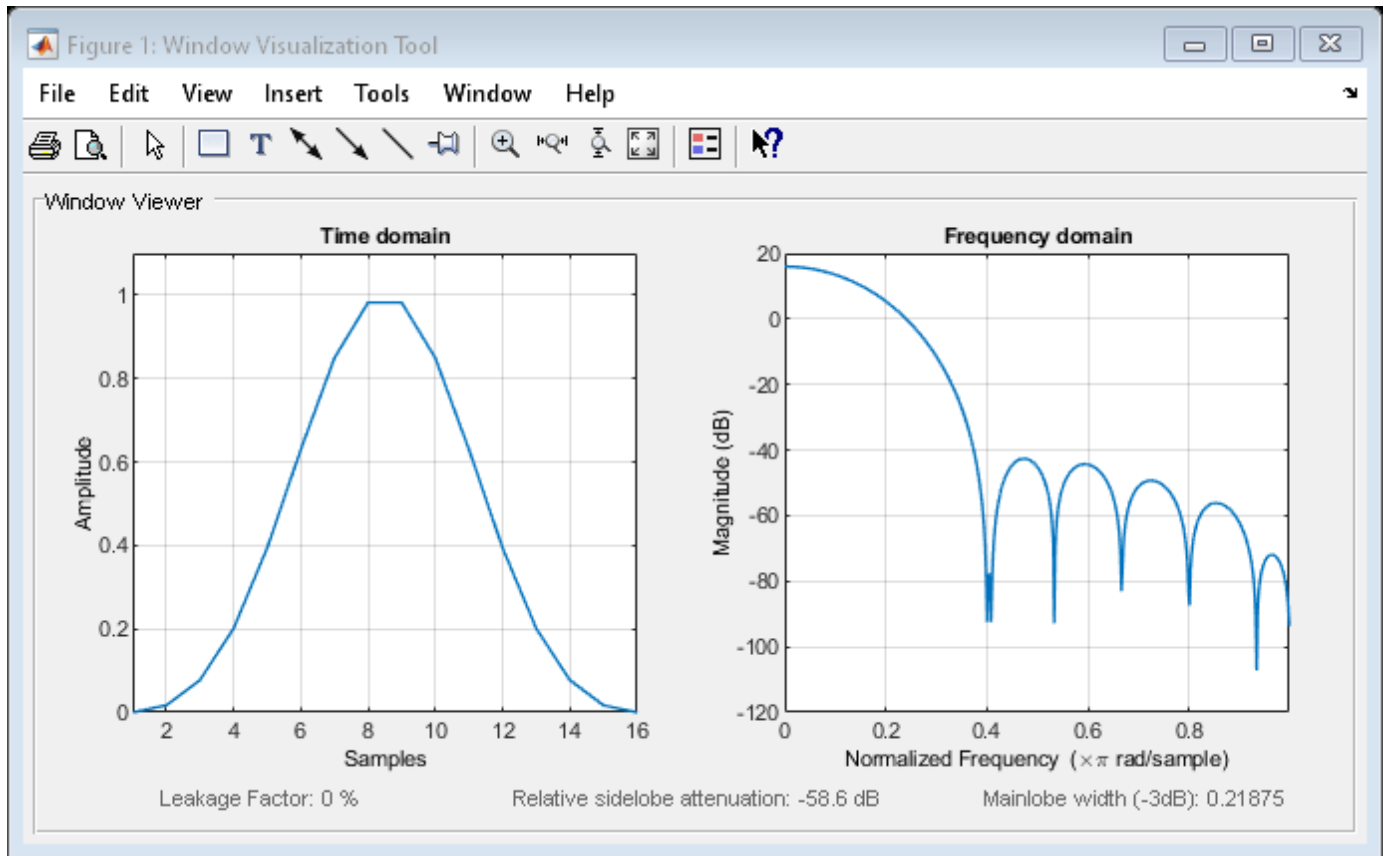 Figure 1: Window Visualization Tool
File Edit View Insert Tools Window Help
T
?
Window Viewer
Time domain
1
0.8
0.6
0.4
0.2
0
Amplitude
2 4 6 8 10 12 14 16
Samples
Frequency domain
20
0
-20
-40
-60
-80
-100
-120
Magnitude (dB)
0 0.2 0.4 0.6 0.8
Normalized Frequency (×π rad/sample)
Leakage Factor: 0 % Relative sidelobe attenuation: -58.6 dB Mainlobe width (-3dB): 0.21875